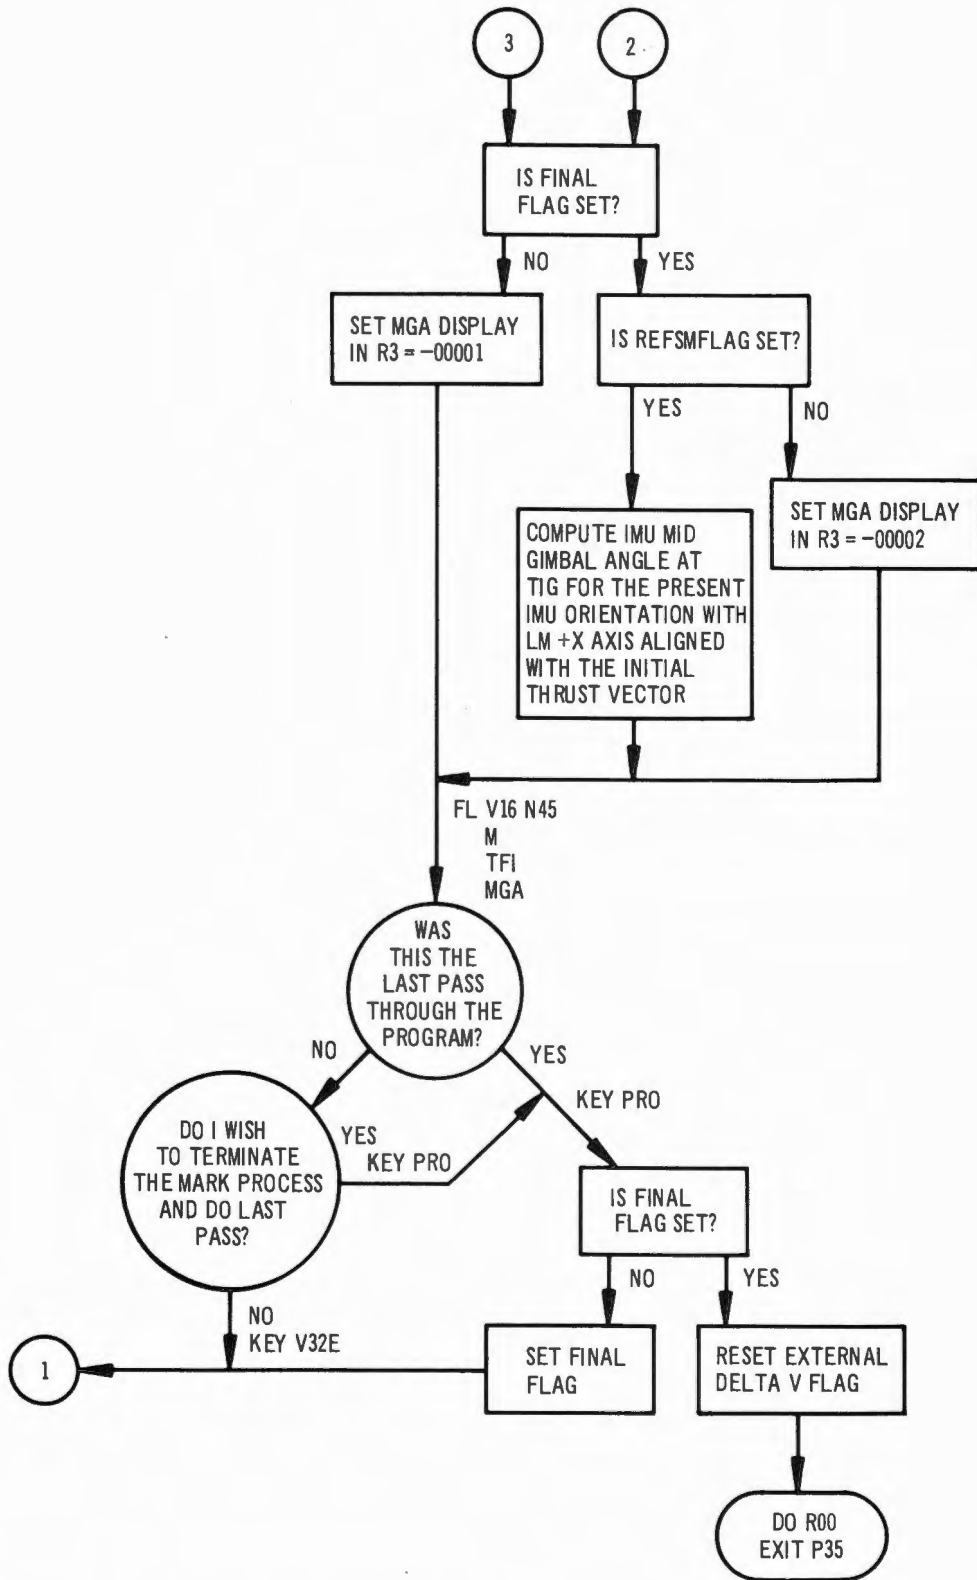 3
2
IS FINAL
FLAG SET?
NO
YES
SET MGA DISPLAY
IN R3 = -00001
IS REFSMFLAG SET?
YES
NO
COMPUTE IMU MID
GIMBAL ANGLE AT
TIG FOR THE PRESENT
IMU ORIENTATION WITH
LM +X AXIS ALIGNED
WITH THE INITIAL
THRUST VECTOR
SET MGA DISPLAY
IN R3 = -00002
FL V16 N45
M
TFI
MGA
WAS
THIS THE
LAST PASS
THROUGH THE
PROGRAM?
NO
YES
KEY PRO
DO I WISH
TO TERMINATE
THE MARK PROCESS
AND DO LAST
PASS?
YES
KEY PRO
IS FINAL
FLAG SET?
NO
YES
NO
KEY V32E
1
SET FINAL
FLAG
RESET EXTERNAL
DELTA V FLAG
DO R00
EXIT P35